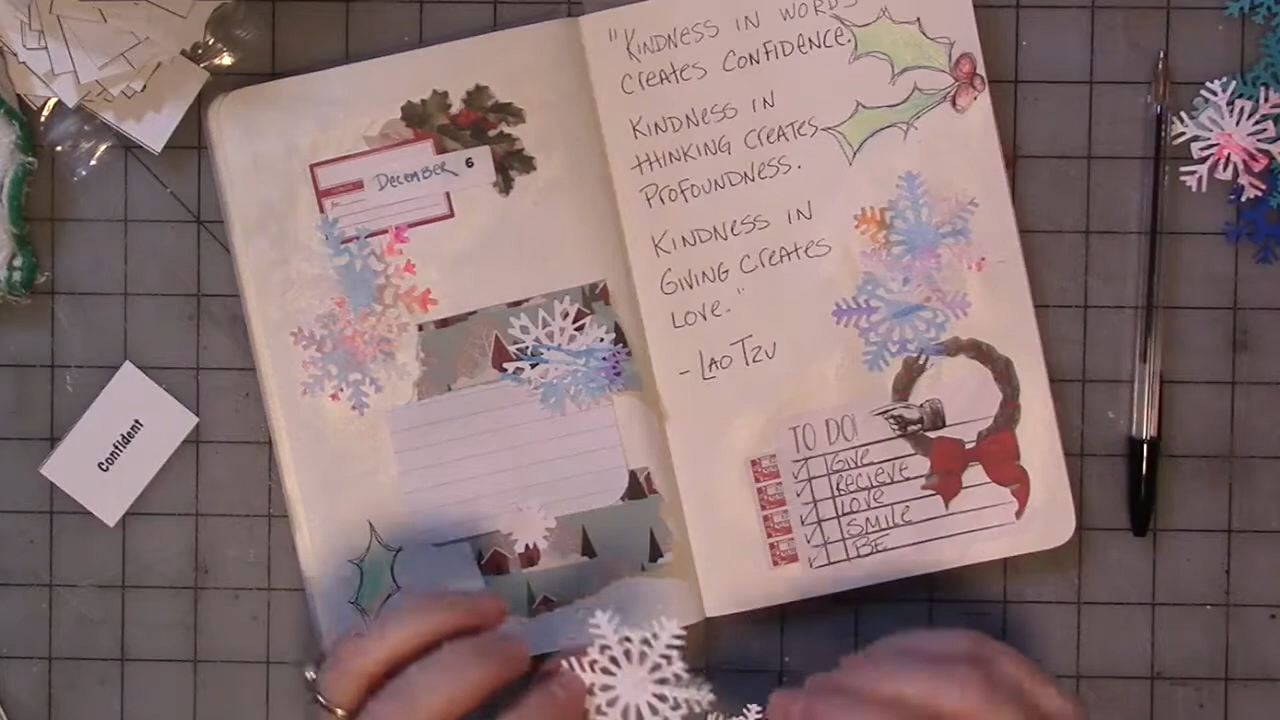 December 6
Confident
"KINDNESS IN WORDS
CREATES CONFIDENCE.
KINDNESS IN
THINKING CREATES
PROFOUNDNESS.
KINDNESS IN
GIVING CREATES
LOVE."
- LAO TZU
TO DO!
GIVE
RECIEVE
LOVE
SMILE
BE